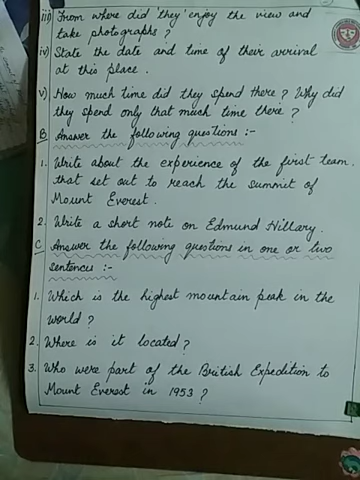 iii) From where did 'they' enjoy the view and
take photographs?
iv) State the date and time of their arrival
at this place.
v) How much time did they spend there? Why did
they spend only that much time there?
B Answer the following questions :-
1. Write about the experience of the first team
that set out to reach the summit of
Mount Everest.
2. Write a short note on Edmund Hillary.
C Answer the following questions in one or two
sentences :-
1. Which is the highest mountain peak in the
world?
2. Where is it located?
3. Who were part of the British Expedition to
Mount Everest in 1953?